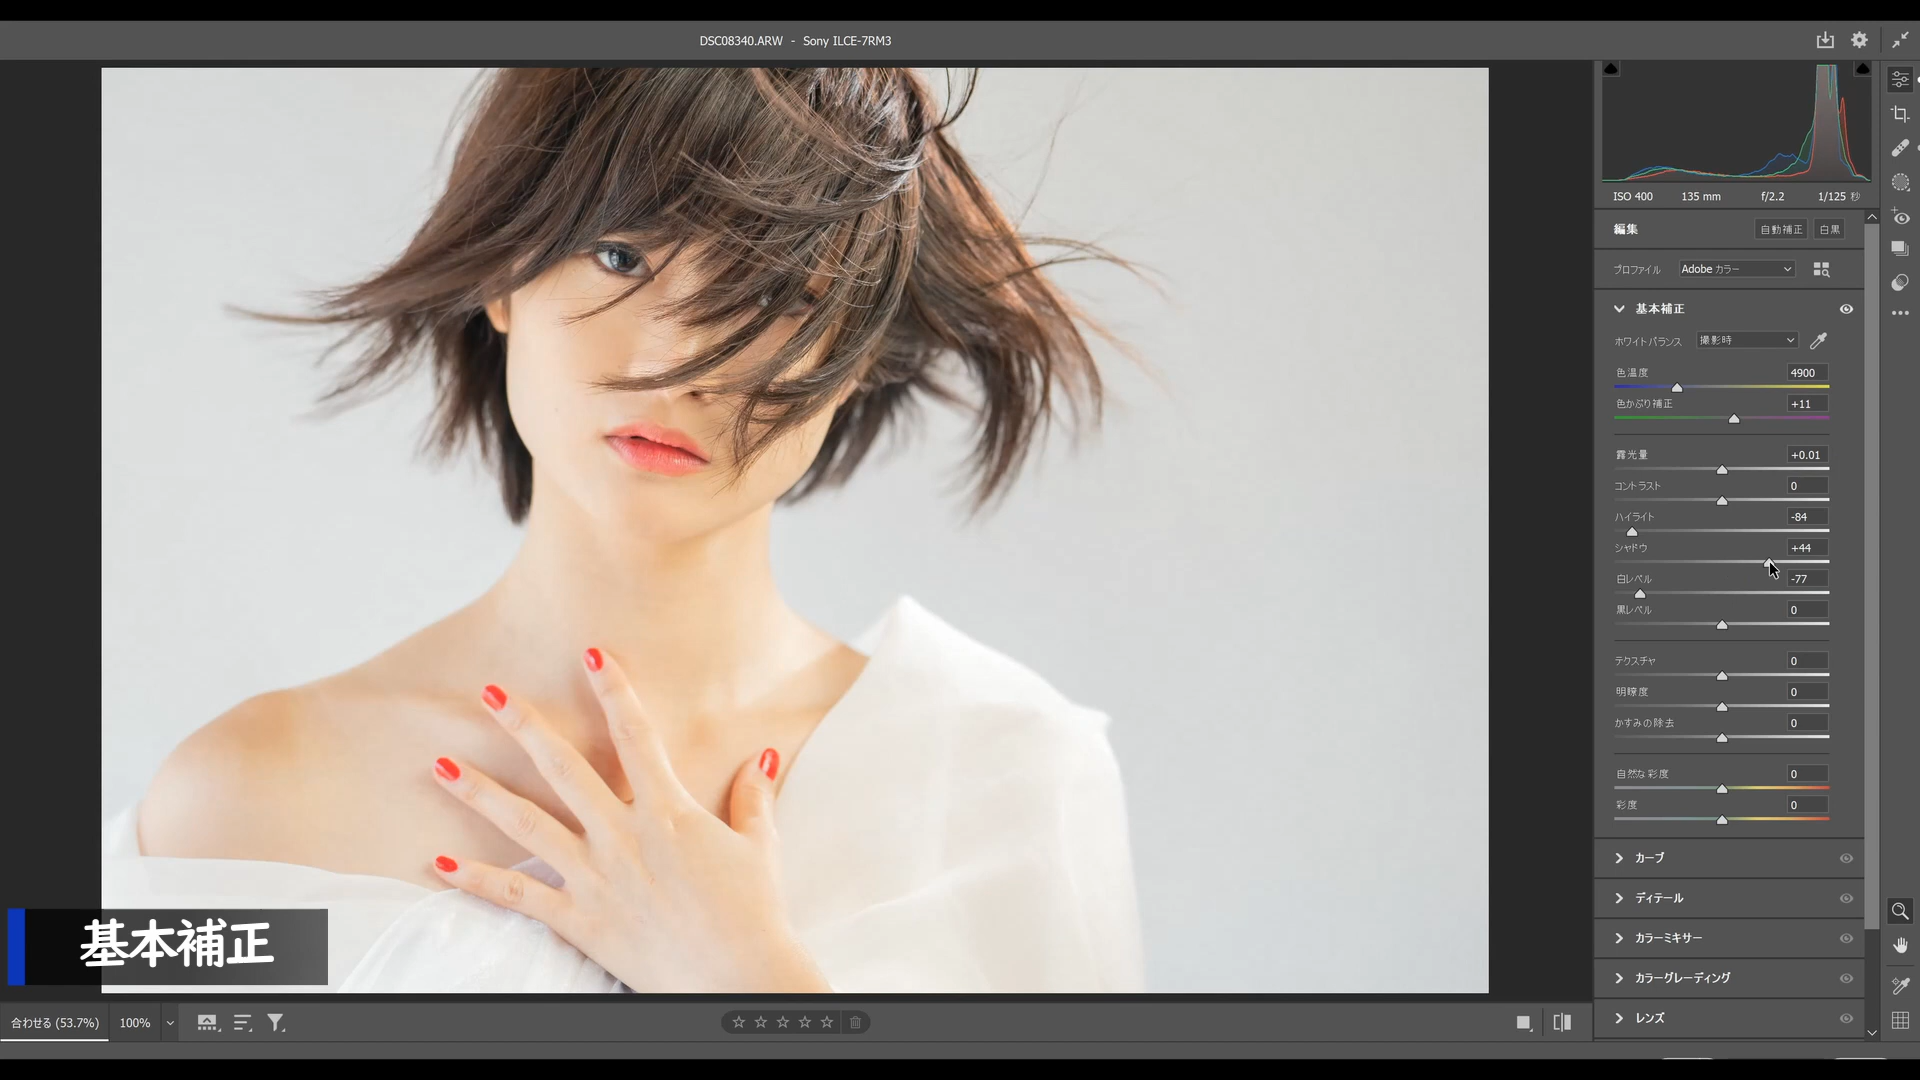 DSC08340.ARW - Sony ILCE-7RM3
ISO 400 135 mm f/2.2 1/125 秒
編集 自動補正 白黒
プロファイル Adobe カラー
基本補正
ホワイトバランス 撮影時
色温度 4900
色かぶり補正 +11
露光量 +0.01
コントラスト 0
ハイライト -84
シャドウ +44
白レベル -77
黒レベル 0
テクスチャ 0
明瞭度 0
かすみの除去 0
自然な彩度 0
彩度 0
カーブ
ディテール
カラーミキサー
カラーグレーディング
レンズ
基本補正
合わせる (53.7%) 100%